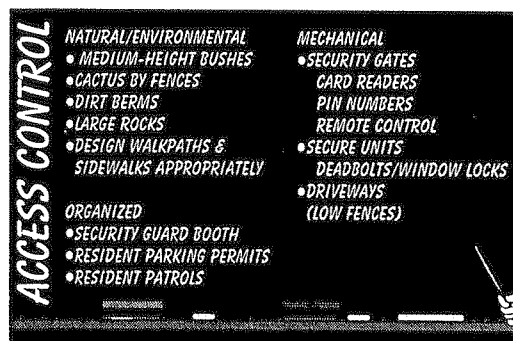 ACCESS CONTROL
NATURAL/ENVIRONMENTAL
• MEDIUM-HEIGHT BUSHES
• CACTUS BY FENCES
• DIRT BERMS
• LARGE ROCKS
• DESIGN WALKPATHS &
SIDEWALKS APPROPRIATELY
ORGANIZED
• SECURITY GUARD BOOTH
• RESIDENT PARKING PERMITS
• RESIDENT PATROLS
MECHANICAL
• SECURITY GATES
CARD READERS
PIN NUMBERS
REMOTE CONTROL
• SECURE UNITS
DEADBOLTS/WINDOW LOCKS
• DRIVEWAYS
(LOW FENCES)